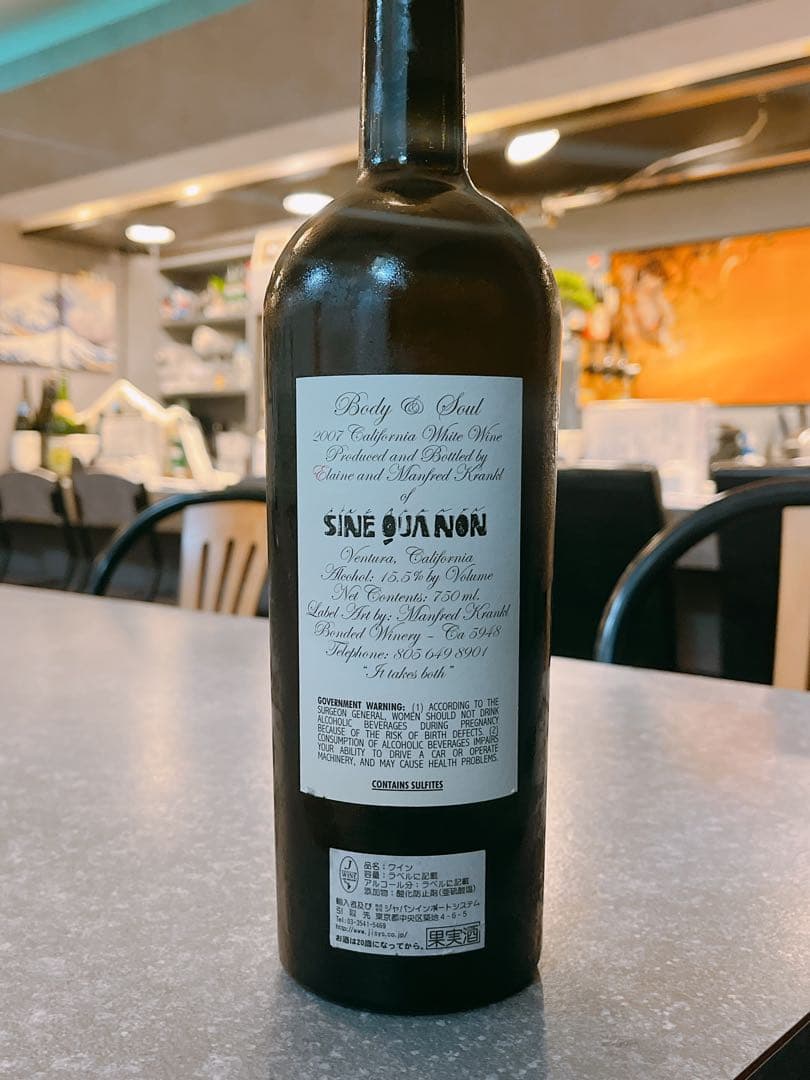 Body & Soul
2007 California White Wine
Produced and Bottled by
Elaine and Manfred Krankl
of
SINE QUA NON
Ventura, California
Alcohol: 15.5% by Volume
Net Contents: 750 ml.
Label Art by: Manfred Krankl
Bonded Winery - Ca 5948
Telephone: 805 649 8901
"It takes both"
GOVERNMENT WARNING: (1) ACCORDING TO THE
SURGEON GENERAL, WOMEN SHOULD NOT DRINK
ALCOHOLIC BEVERAGES DURING PREGNANCY
BECAUSE OF THE RISK OF BIRTH DEFECTS. (2)
CONSUMPTION OF ALCOHOLIC BEVERAGES IMPAIRS
YOUR ABILITY TO DRIVE A CAR OR OPERATE
MACHINERY, AND MAY CAUSE HEALTH PROBLEMS.
CONTAINS SULFITES
J
WINE
品名:ワイン
容量:ラベルに記載
アルコール分:ラベルに記載
添加物:酸化防止剤(亜硫酸塩)
輸入者及び 株式会社 ジャパンインポートシステム
引取先 東京都中央区築地4-6-5
Tel:03-3541-5469
http://www.jisys.co.jp/
お酒は20歳になってから。
果実酒